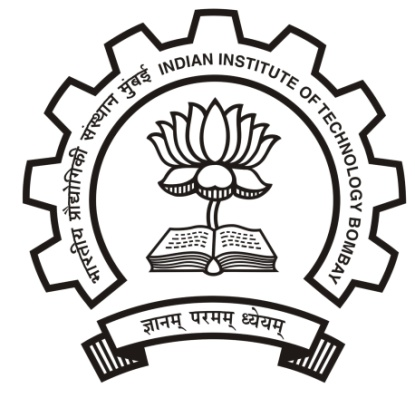 भारतीय प्रौद्योगिकी संस्थान मुंबई
INDIAN INSTITUTE OF TECHNOLOGY BOMBAY
ज्ञानम् परमम् ध्येयम्